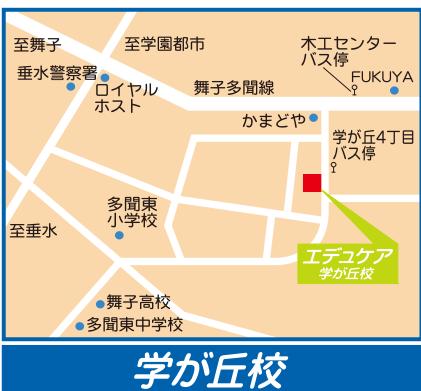 至舞子
至学園都市
木工センター
バス停
垂水警察署
FUKUYA
ロイヤル
ホスト
舞子多聞線
かまどや
学が丘4丁目
バス停
多聞東
小学校
至垂水
エデュケア
学が丘校
舞子高校
多聞東中学校
学が丘校